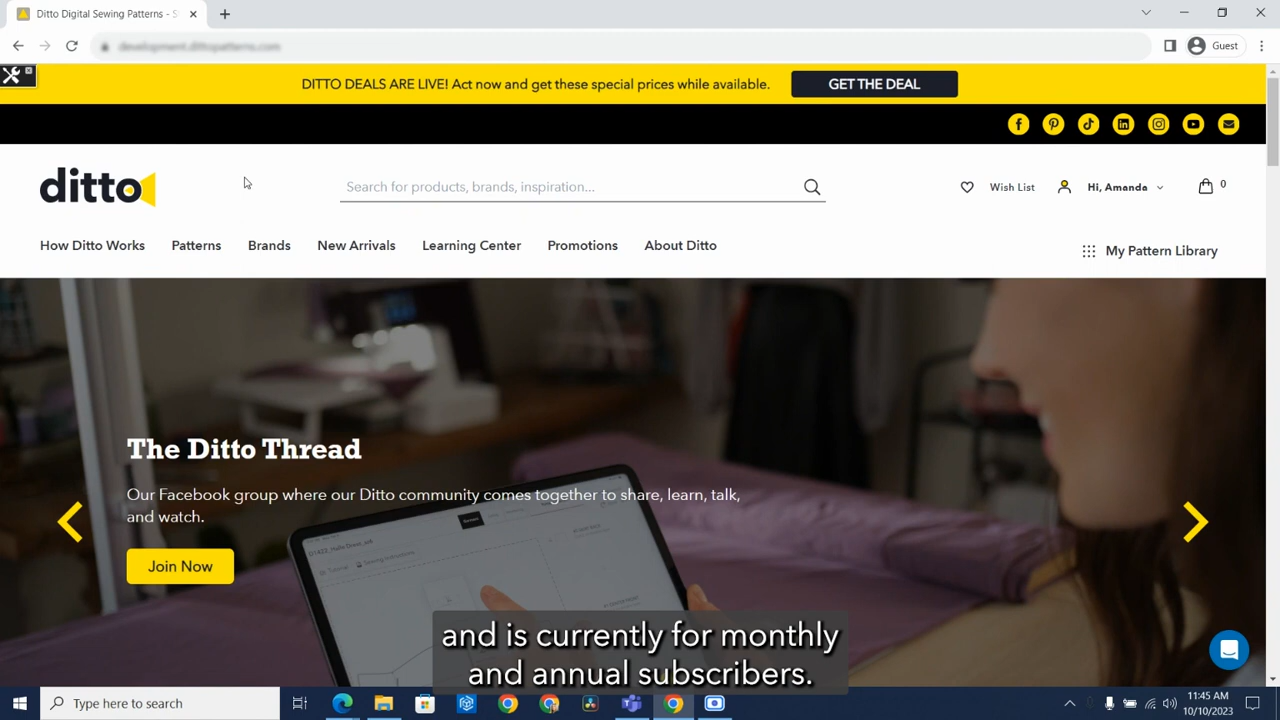 Ditto Digital Sewing Patterns - S
development.dittopatterns.com
Guest
DITTO DEALS ARE LIVE! Act now and get these special prices while available.
GET THE DEAL
ditto
Search for products, brands, inspiration...
Wish List
Hi, Amanda
0
How Ditto Works
Patterns
Brands
New Arrivals
Learning Center
Promotions
About Ditto
My Pattern Library
The Ditto Thread
Our Facebook group where our Ditto community comes together to share, learn, talk,
and watch.
Join Now
and is currently for monthly
and annual subscribers.
Type here to search
11:45 AM
10/10/2023